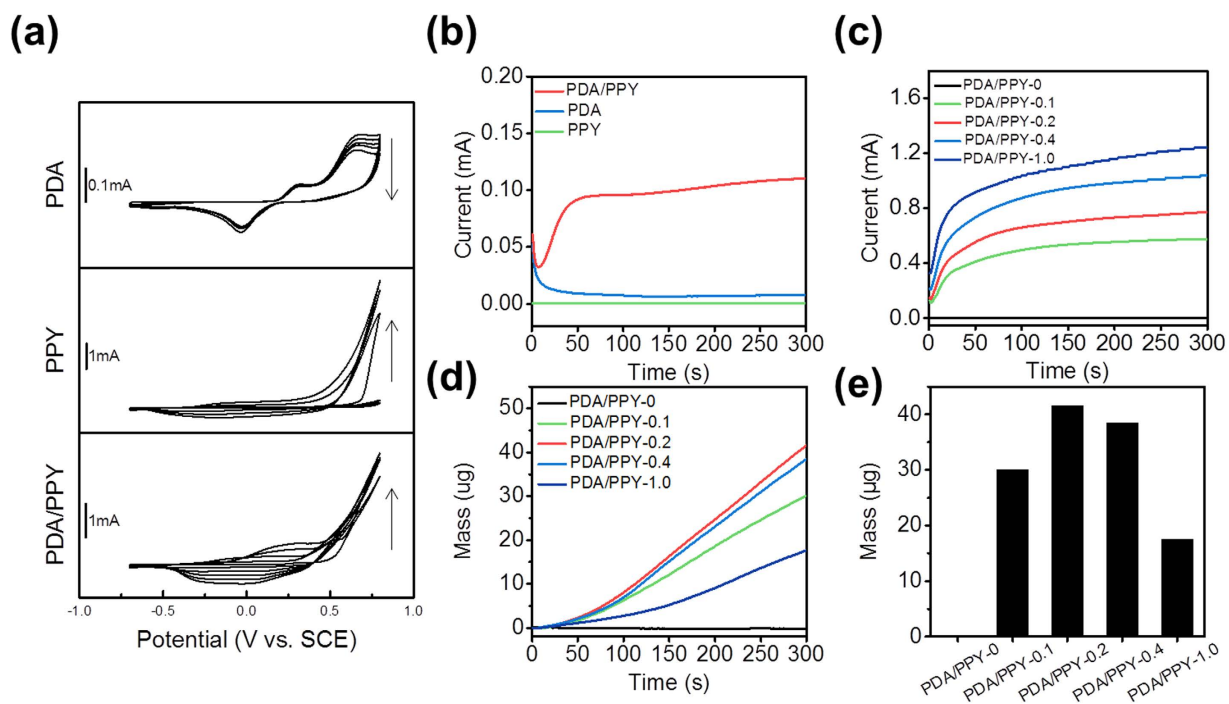 (a)
PDA
0.1mA
PPY
1mA
PDA/PPY
1mA
-1.0
-0.5
0.0
0.5
1.0
Potential (V vs. SCE)
(b)
0.20
0.15
0.10
0.05
0.00
Current (mA)
PDA/PPY
PDA
PPY
0
50
100
150
200
250
300
Time (s)
(c)
1.6
1.2
0.8
0.4
0.0
Current (mA)
PDA/PPY-0
PDA/PPY-0.1
PDA/PPY-0.2
PDA/PPY-0.4
PDA/PPY-1.0
0
50
100
150
200
250
300
Time (s)
(d)
50
40
30
20
10
0
Mass (ug)
PDA/PPY-0
PDA/PPY-0.1
PDA/PPY-0.2
PDA/PPY-0.4
PDA/PPY-1.0
0
50
100
150
200
250
300
Time (s)
(e)
40
30
20
10
0
Mass (µg)
PDA/PPY-0
PDA/PPY-0.1
PDA/PPY-0.2
PDA/PPY-0.4
PDA/PPY-1.0